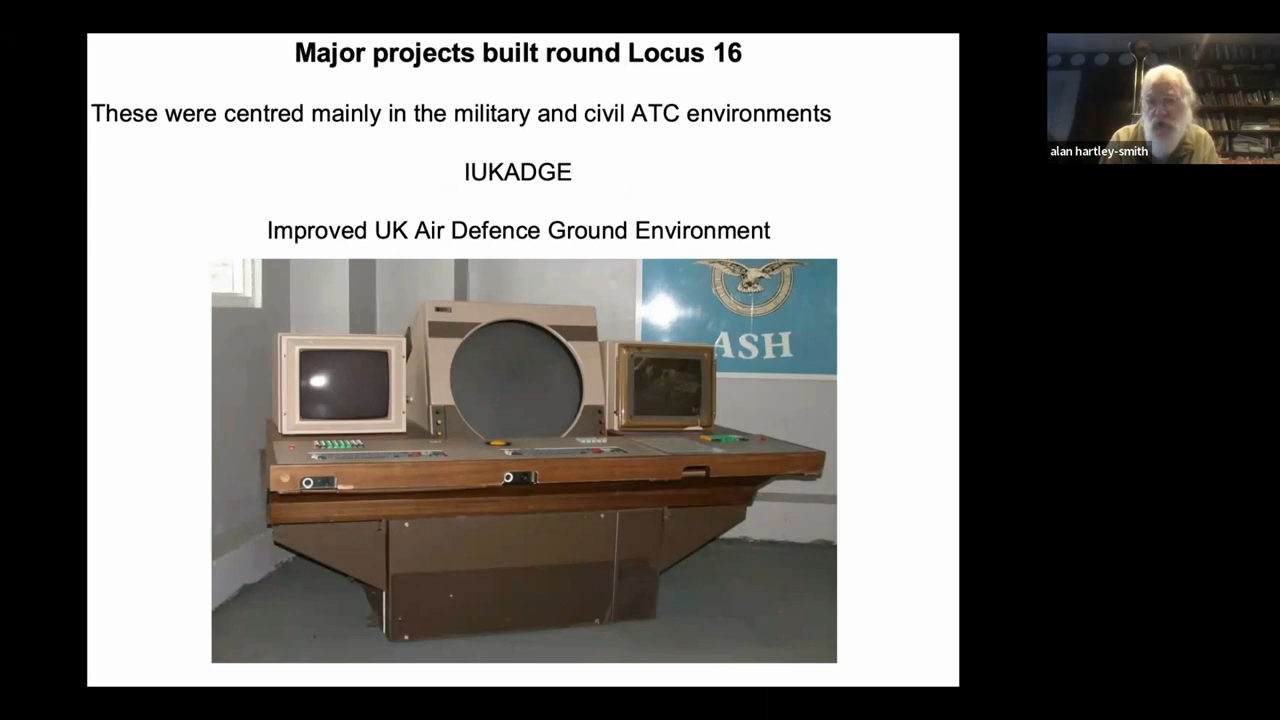 Major projects built round Locus 16
These were centred mainly in the military and civil ATC environments
IUKADGE
Improved UK Air Defence Ground Environment
ASH
alan hartley-smith